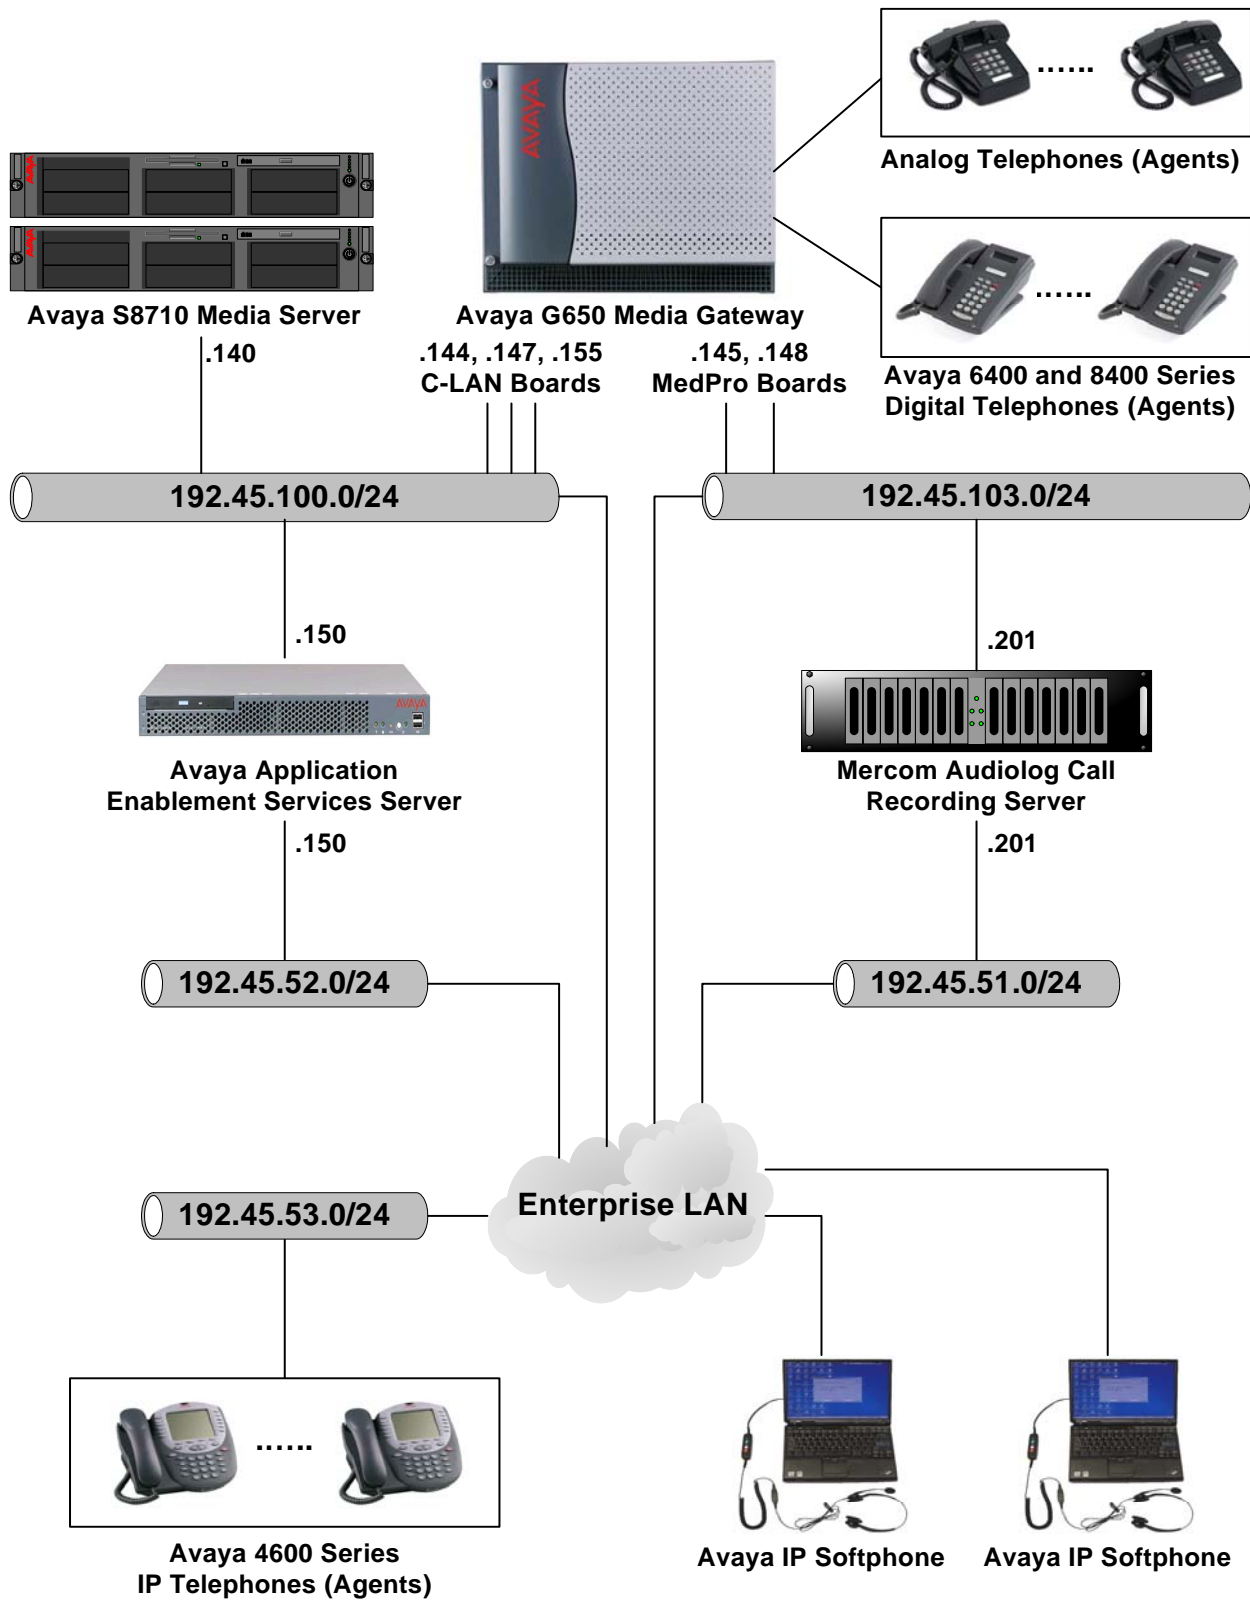 AVAYA
......
Analog Telephones (Agents)
AVAYA
AVAYA
Avaya S8710 Media Server
.140
Avaya G650 Media Gateway
.144, .147, .155
C-LAN Boards
.145, .148
MedPro Boards
......
Avaya 6400 and 8400 Series
Digital Telephones (Agents)
192.45.100.0/24
192.45.103.0/24
.150
AVAYA
Avaya Application
Enablement Services Server
.150
.201
Mercom Audiolog Call
Recording Server
.201
192.45.52.0/24
192.45.51.0/24
Enterprise LAN
192.45.53.0/24
......
Avaya 4600 Series
IP Telephones (Agents)
Avaya IP Softphone
Avaya IP Softphone